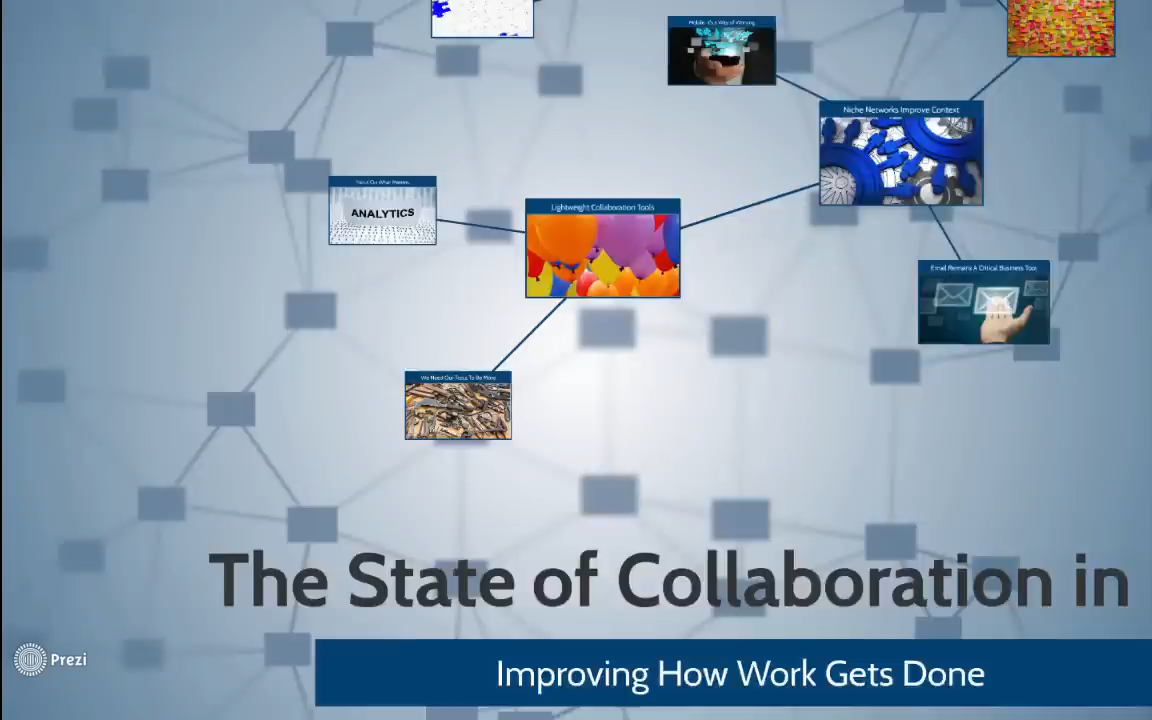 Mobile: It's a Way of Working
Niche Networks Improve Context
ANALYTICS
Lightweight Collaboration Tools
Email Remains A Critical Business Tool
We Need Our Tools To Be More
The State of Collaboration in
Prezi
Improving How Work Gets Done